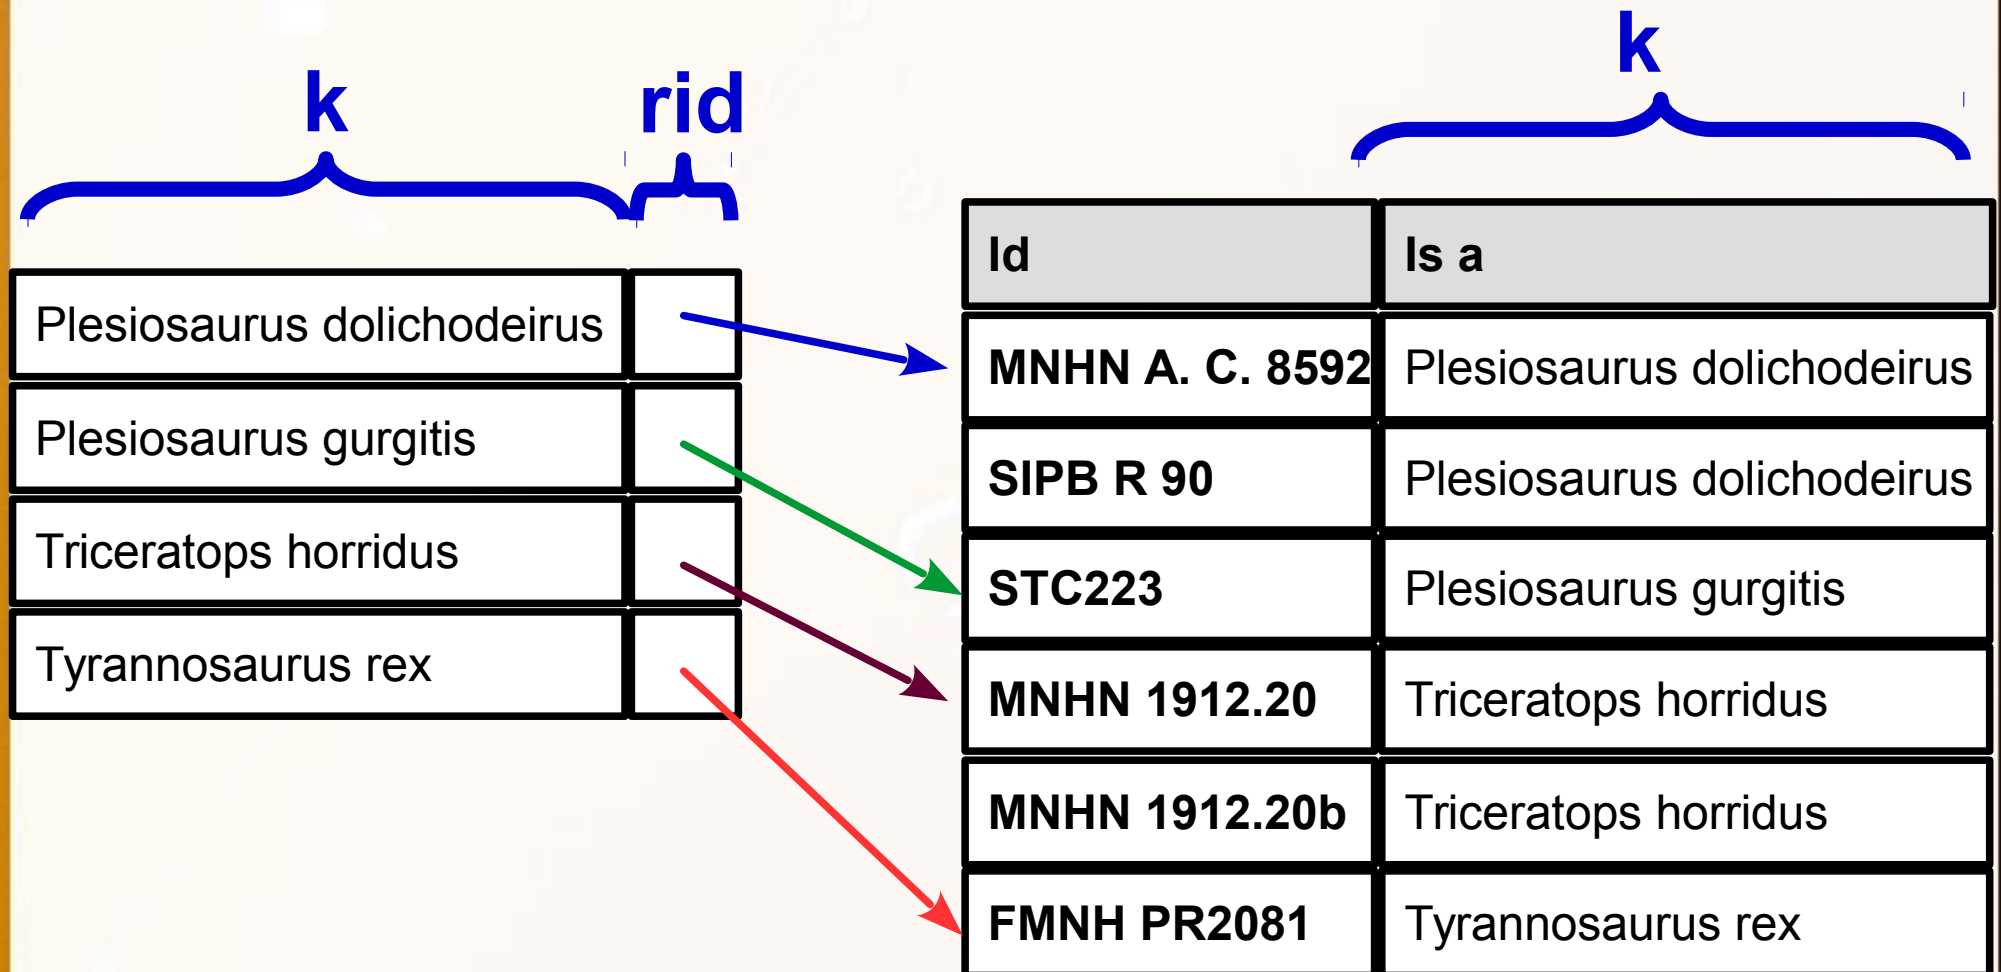 k
rid
k
Plesiosaurus dolichodeirus
Plesiosaurus gurgitis
Triceratops horridus
Tyrannosaurus rex
Id Is a
MNHN A. C. 8592 Plesiosaurus dolichodeirus
SIPB R 90 Plesiosaurus dolichodeirus
STC223 Plesiosaurus gurgitis
MNHN 1912.20 Triceratops horridus
MNHN 1912.20b Triceratops horridus
FMNH PR2081 Tyrannosaurus rex